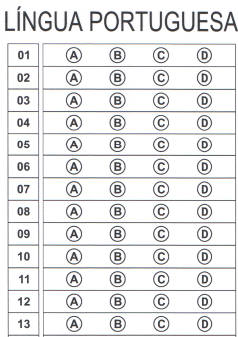 LÍNGUA PORTUGUESA
01 A B C D
02 A B C D
03 A B C D
04 A B C D
05 A B C D
06 A B C D
07 A B C D
08 A B C D
09 A B C D
10 A B C D
11 A B C D
12 A B C D
13 A B C D